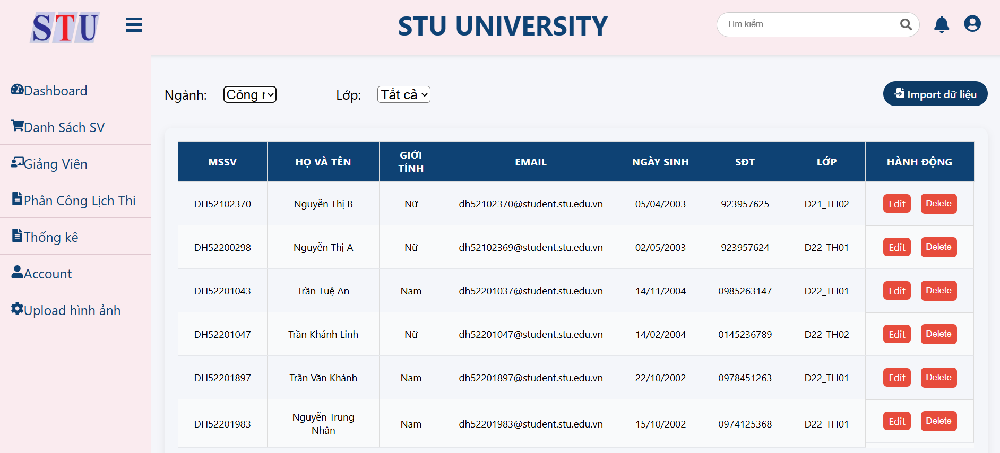 STU
STU UNIVERSITY
Tìm kiếm...
Dashboard
Danh Sách SV
Giảng Viên
Phân Công Lịch Thi
Thống kê
Account
Upload hình ảnh
Ngành: Công r Lớp: Tất cả Import dữ liệu
MSSV HỌ VÀ TÊN GIỚI TÍNH EMAIL NGÀY SINH SĐT LỚP HÀNH ĐỘNG
DH52102370 Nguyễn Thị B Nữ dh52102370@student.stu.edu.vn 05/04/2003 923957625 D21_TH02 Edit Delete
DH52200298 Nguyễn Thị A Nữ dh52102369@student.stu.edu.vn 02/05/2003 923957624 D22_TH01 Edit Delete
DH52201043 Trần Tuệ An Nam dh52201037@student.stu.edu.vn 14/11/2004 0985263147 D22_TH01 Edit Delete
DH52201047 Trần Khánh Linh Nữ dh52201047@student.stu.edu.vn 14/02/2004 0145236789 D22_TH02 Edit Delete
DH52201897 Trần Văn Khánh Nam dh52201897@student.stu.edu.vn 22/10/2002 0978451263 D22_TH01 Edit Delete
DH52201983 Nguyễn Trung Nhân Nam dh52201983@student.stu.edu.vn 15/10/2002 0974125368 D22_TH01 Edit Delete